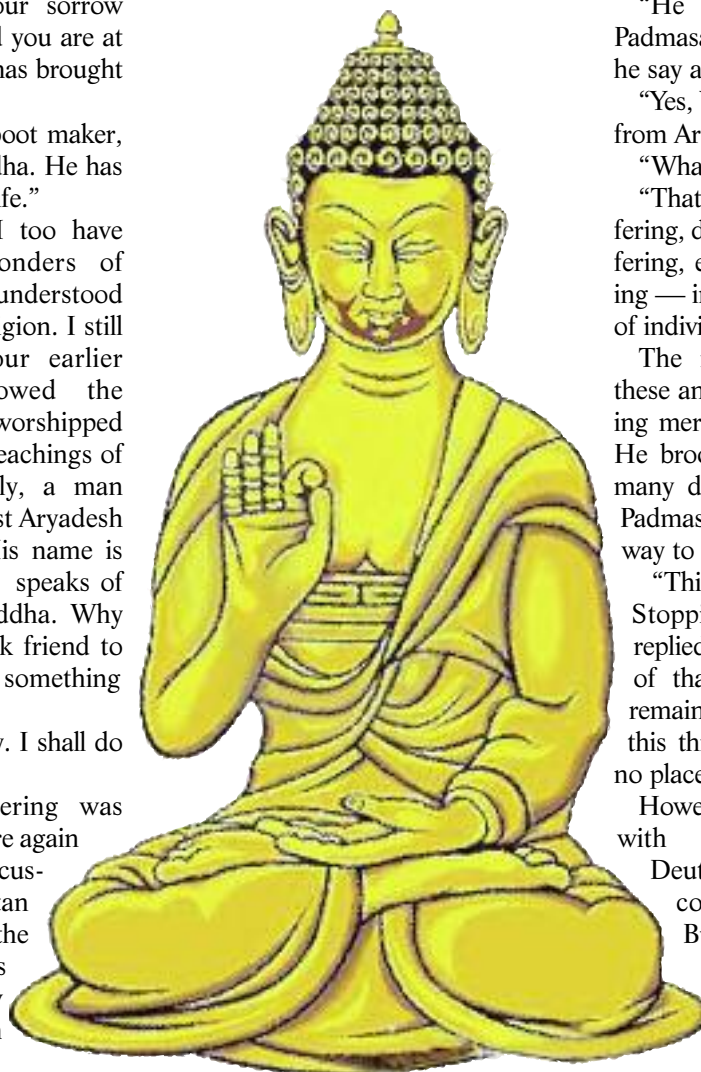 our sorrow
d you are at
has brought
oot maker,
dha. He has
ife.”
I too have
onders of
understood
gion. I still
our earlier
owed the
worshipped
eachings of
ly, a man
st Aryadesh
His name is
speaks of
ddha. Why
k friend to
something
y. I shall do
ering was
re again
cus-
tan
the
s
“He
Padmasa
he say a
“Yes,
from Ar
“Wha
“That
fering, d
fering, e
ing — i
of indivi
The
these an
ing mer
He broo
many d
Padmas
way to
“Thi
Stoppi
replied
of tha
remain
this th
no place
Howe
with
Deut
co
B